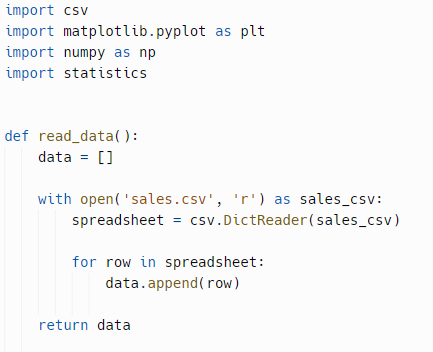 import csv
import matplotlib.pyplot as plt
import numpy as np
import statistics
def read_data():
    data = []
    with open('sales.csv', 'r') as sales_csv:
        spreadsheet = csv.DictReader(sales_csv)
        for row in spreadsheet:
            data.append(row)
    return data